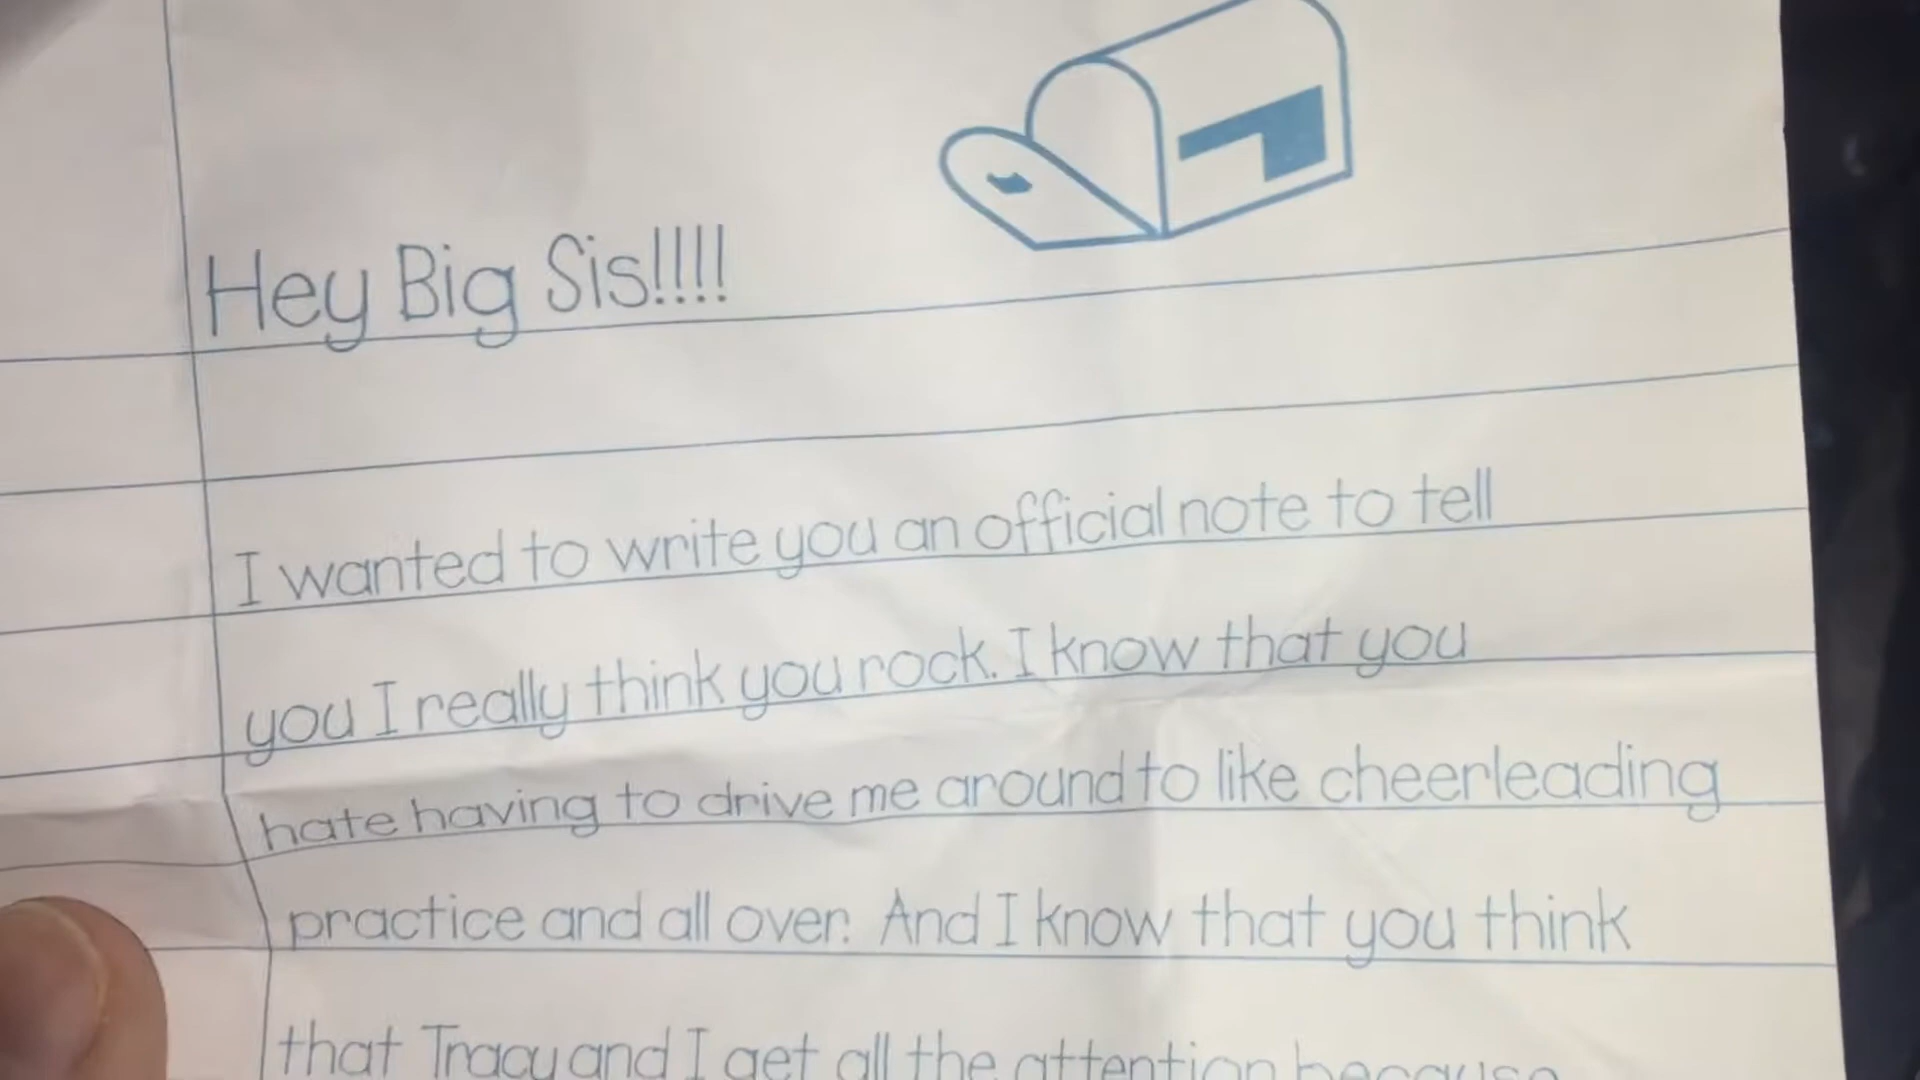 Hey Big Sis!!!!
I wanted to write you an official note to tell
you I really think you rock. I know that you
hate having to drive me around to like cheerleading
practice and all over. And I know that you think
that Tracy and I get all the attention because